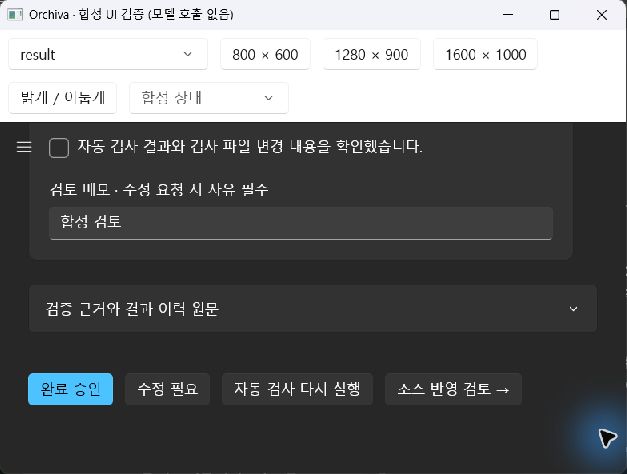 Orchiva · 합성 UI 검증 (모델 호출 없음)
result
800 × 600
1280 × 900
1600 × 1000
밝게 / 어둡게
합성 상태
자동 검사 결과와 검사 파일 변경 내용을 확인했습니다.
검토 메모 · 수정 요청 시 사유 필수
합성 검토
검증 근거와 결과 이력 원문
완료 승인
수정 필요
자동 검사 다시 실행
소스 반영 검토 →